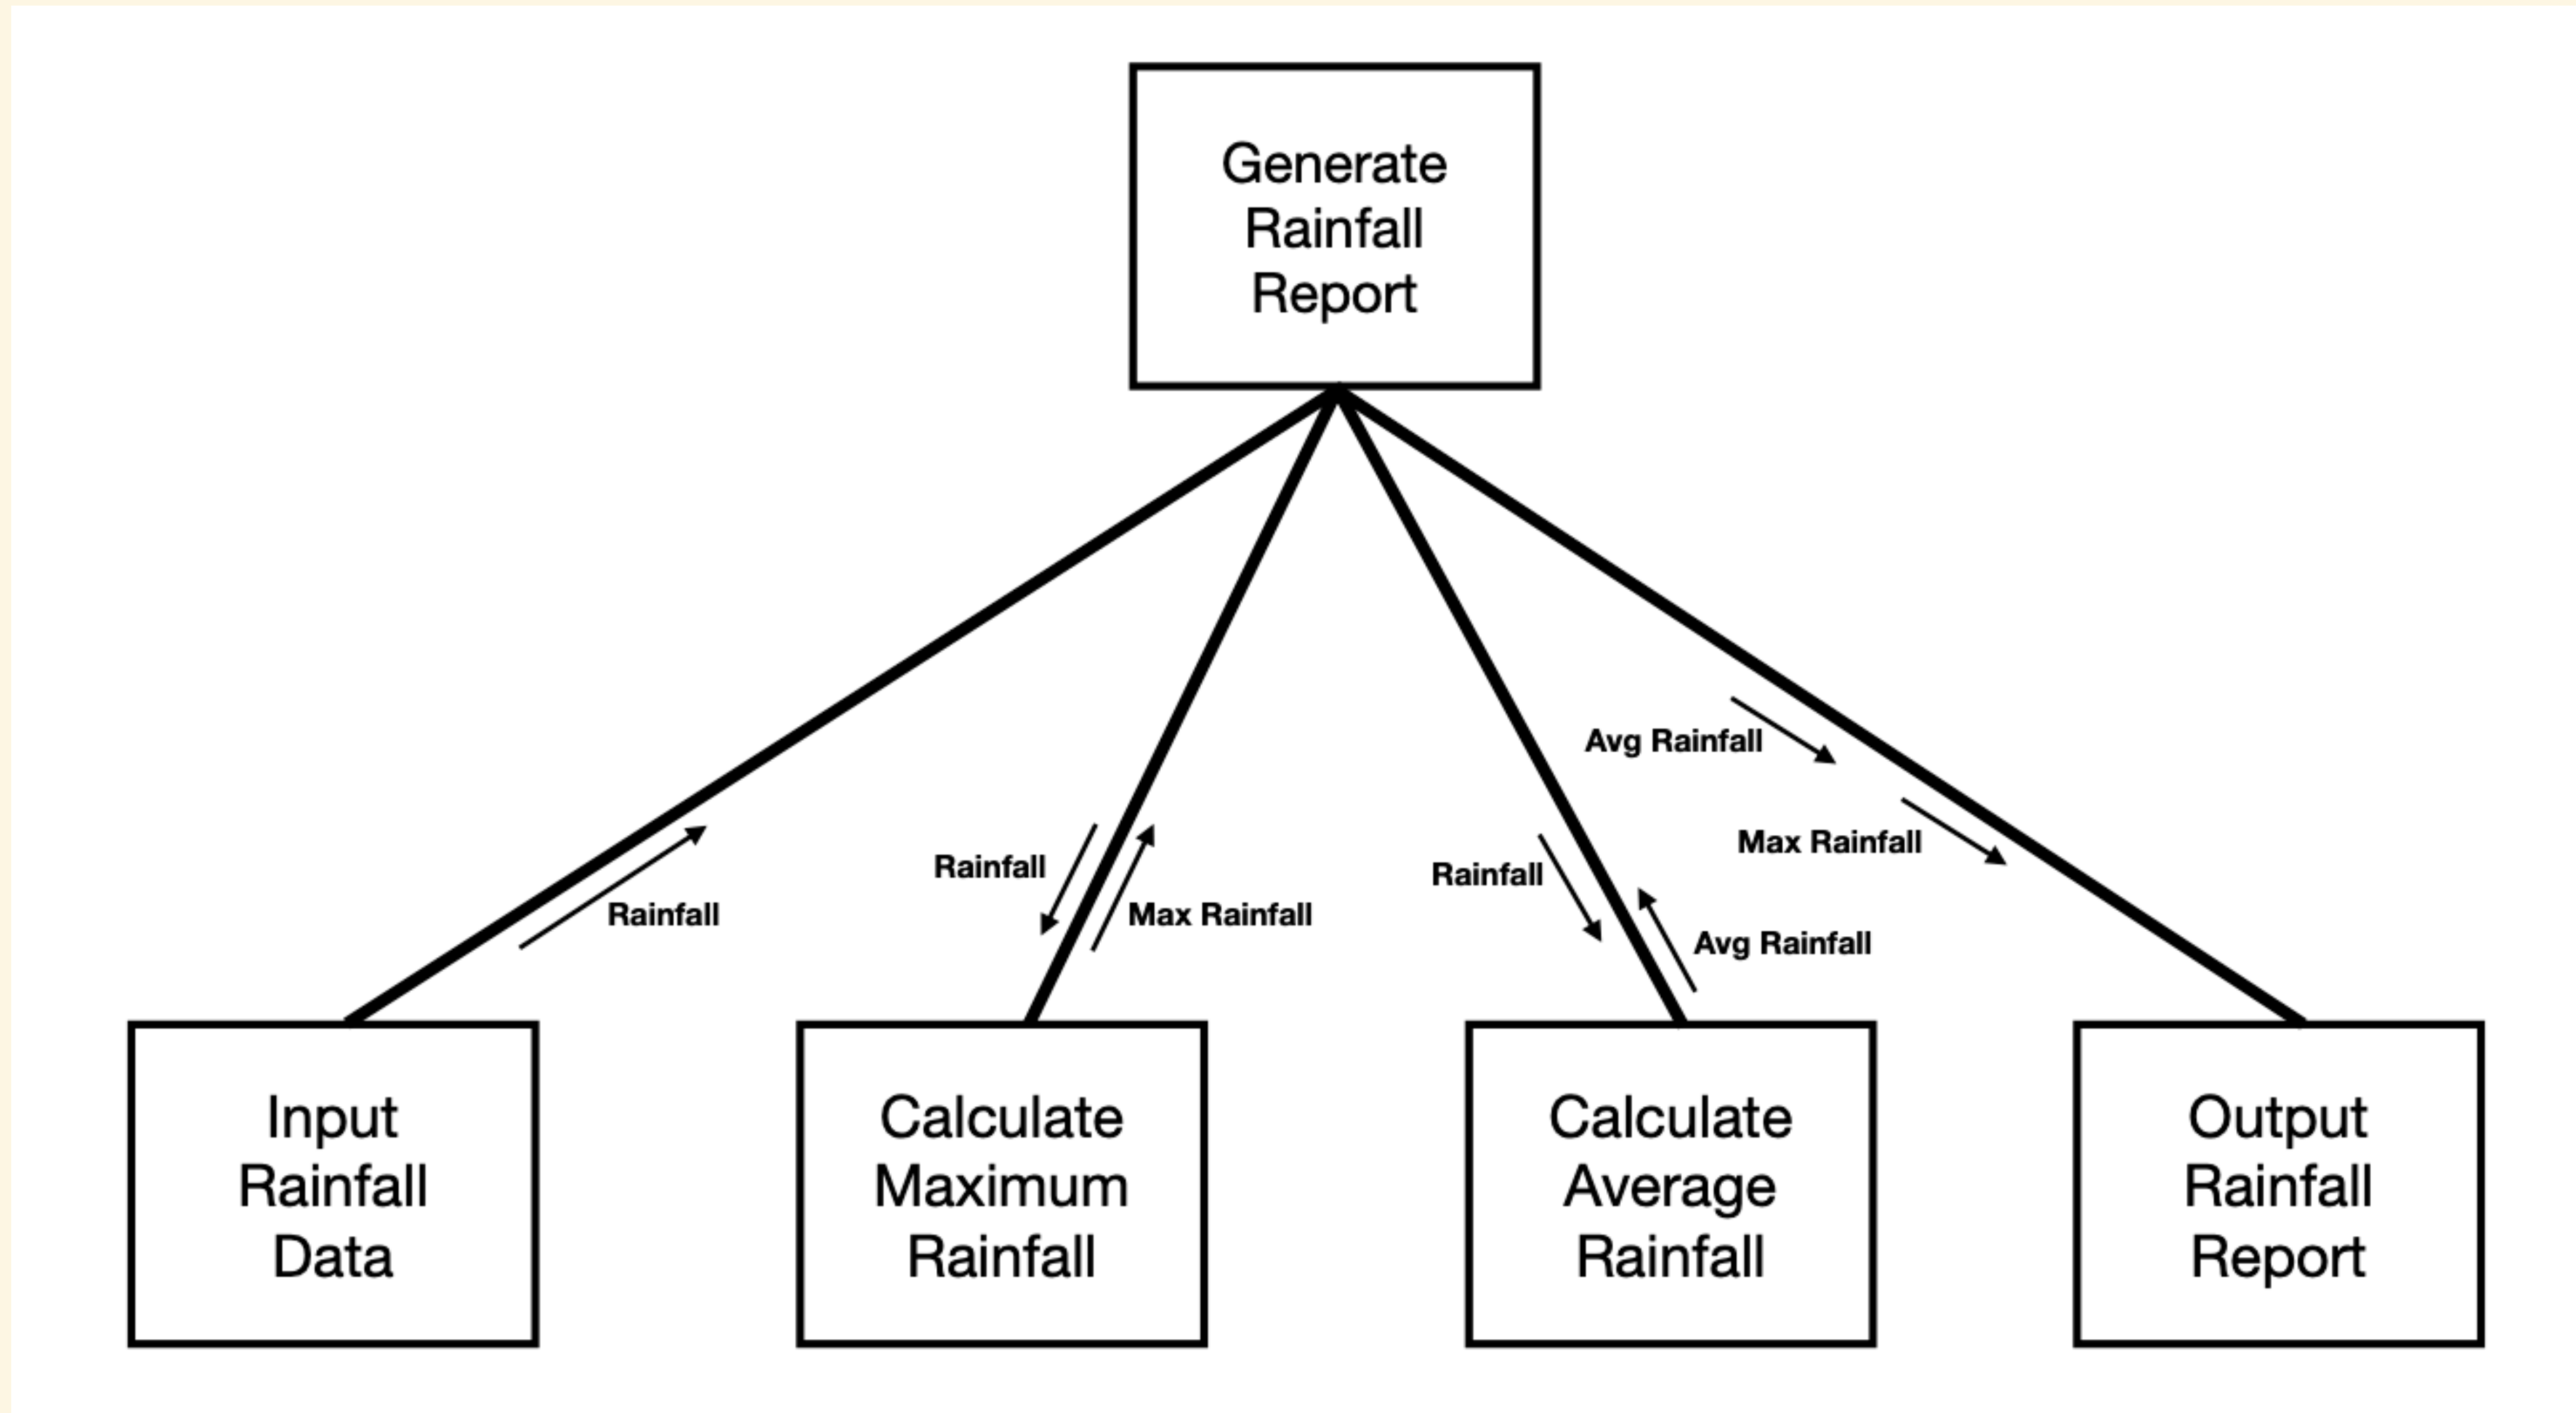 Generate
Rainfall
Report
Avg Rainfall
Max Rainfall
Rainfall
Rainfall
Max Rainfall
Rainfall
Avg Rainfall
Input
Rainfall
Data
Calculate
Maximum
Rainfall
Calculate
Average
Rainfall
Output
Rainfall
Report